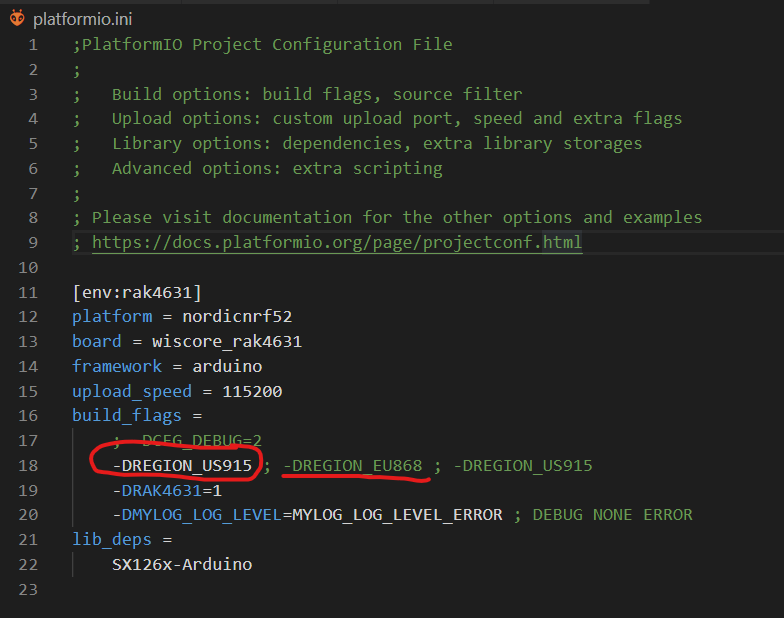 platformio.ini
1 ;PlatformIO Project Configuration File
2 ;
3 ;   Build options: build flags, source filter
4 ;   Upload options: custom upload port, speed and extra flags
5 ;   Library options: dependencies, extra library storages
6 ;   Advanced options: extra scripting
7 ;
8 ; Please visit documentation for the other options and examples
9 ; https://docs.platformio.org/page/projectconf.html
10
11 [env:rak4631]
12 platform = nordicnrf52
13 board = wiscore_rak4631
14 framework = arduino
15 upload_speed = 115200
16 build_flags =
17     ; -DCFG_DEBUG=2
18     -DREGION_US915 ; -DREGION_EU868 ; -DREGION_US915
19     -DRAK4631=1
20     -DMYLOG_LOG_LEVEL=MYLOG_LOG_LEVEL_ERROR ; DEBUG NONE ERROR
21 lib_deps =
22     SX126x-Arduino
23